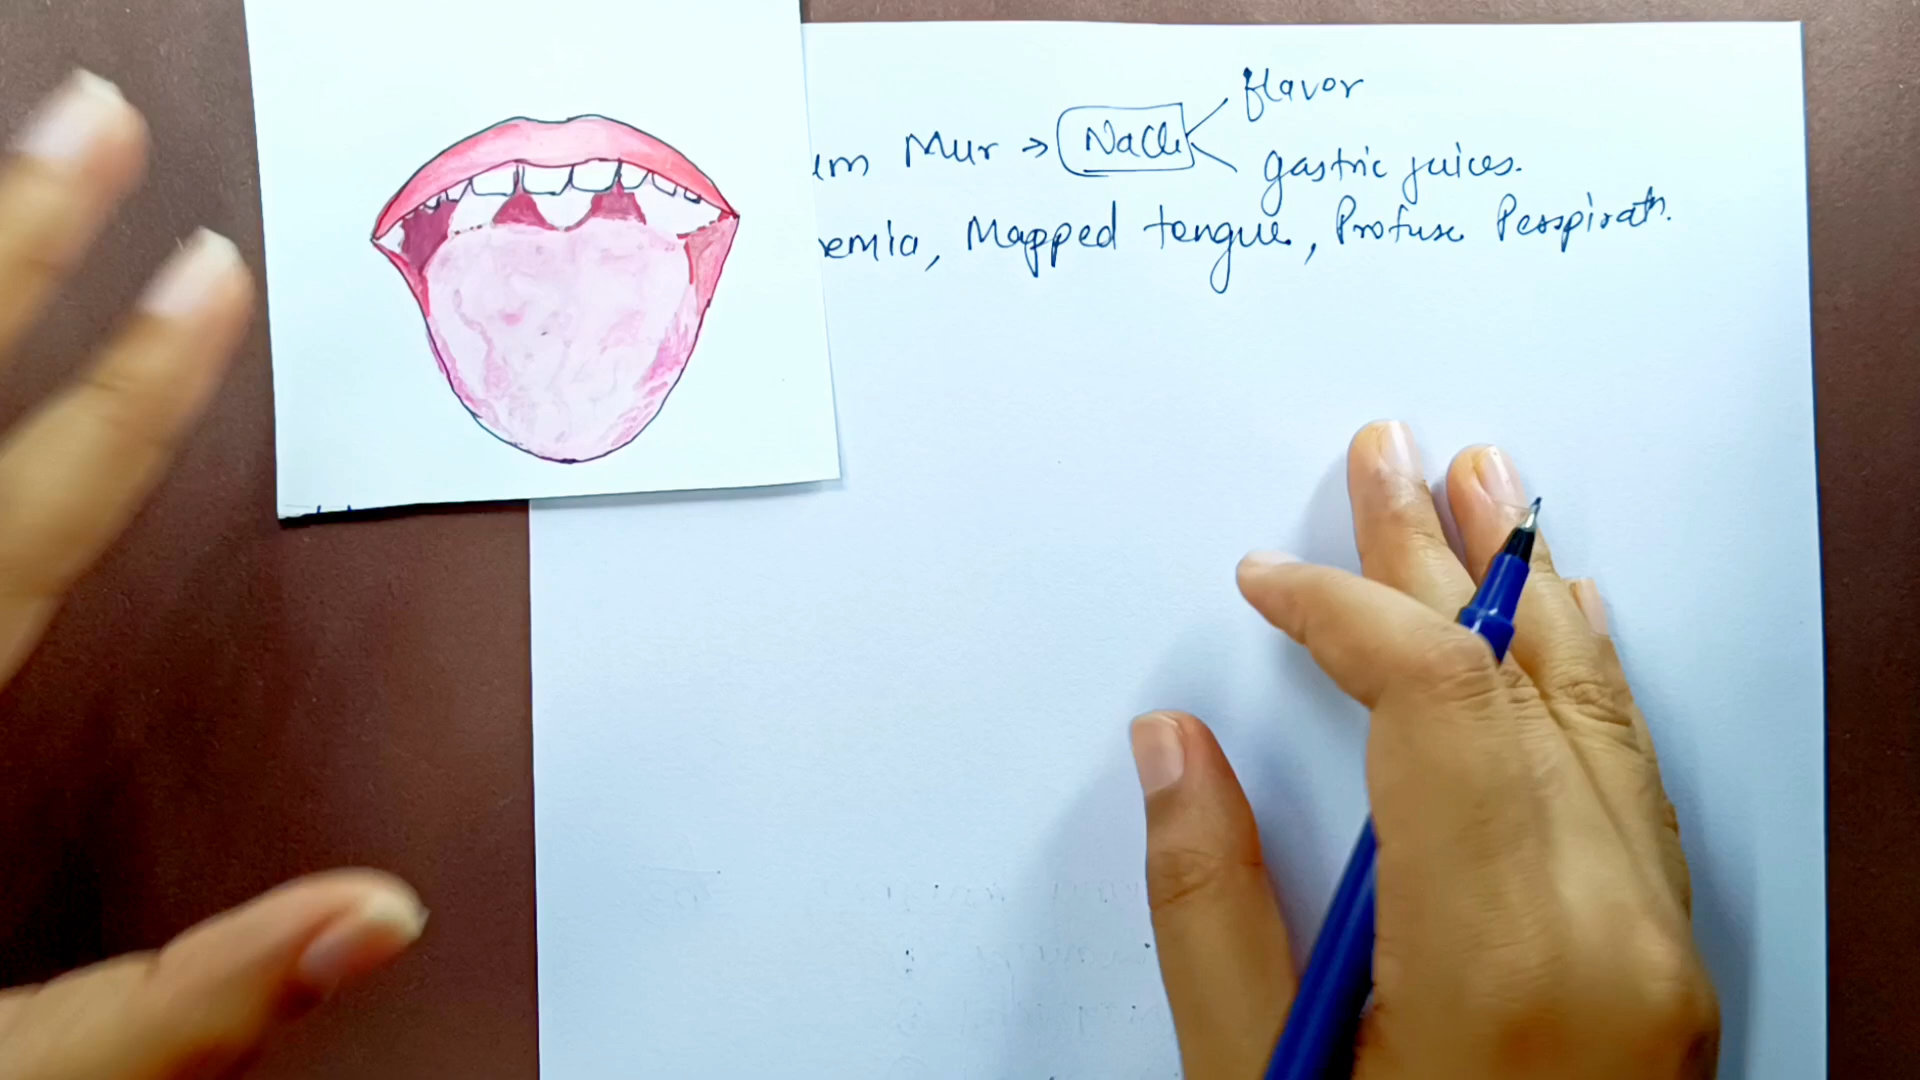 flavor
um Mur → NaCl
gastric juices.
emia, Mapped tongue, Profuse Perspirath.